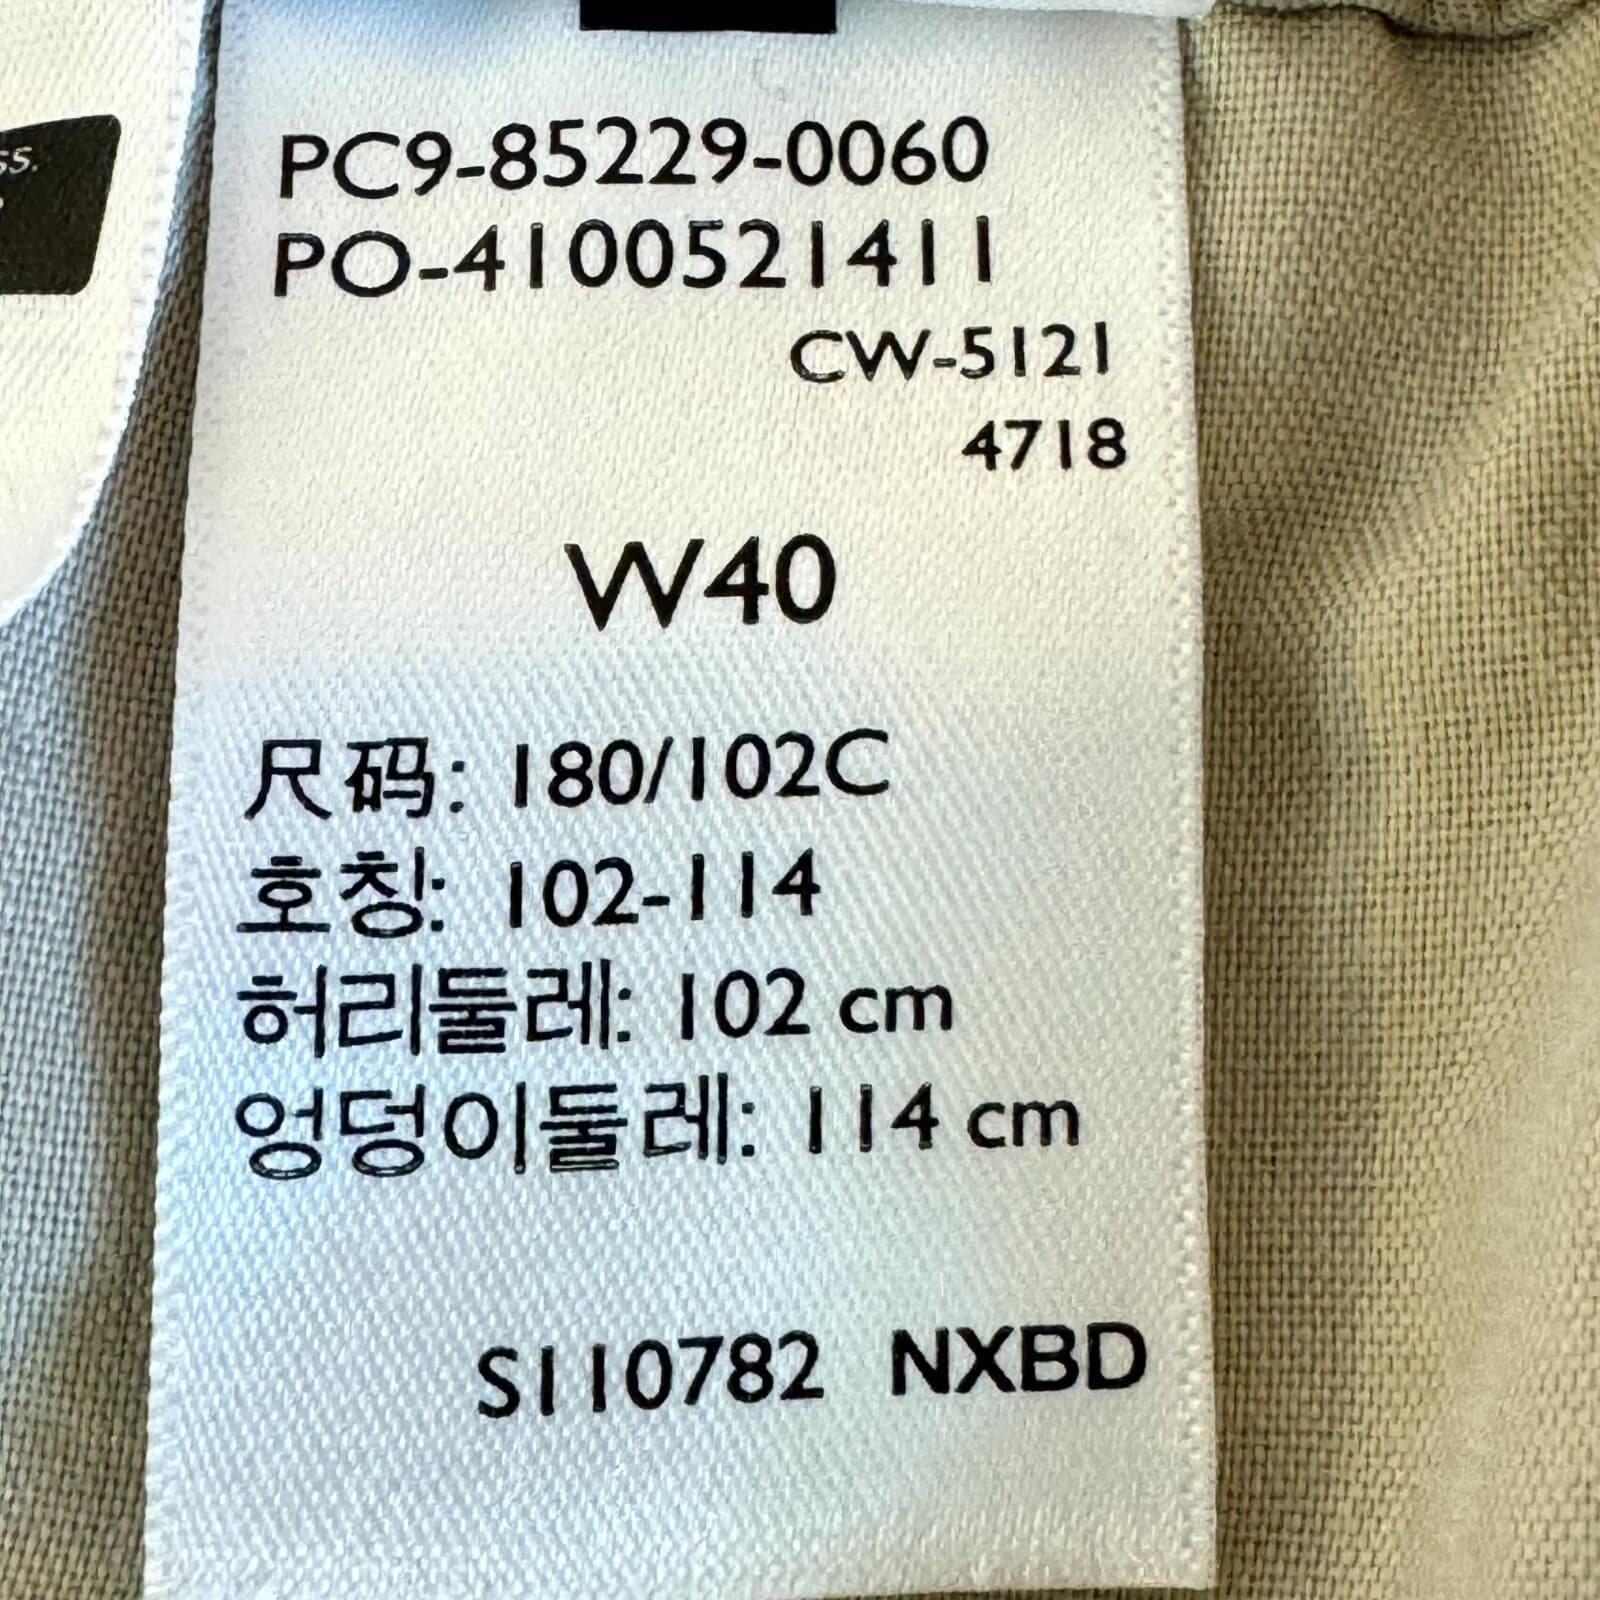 ss.
PC9-85229-0060
PO-4100521411
CW-5121
4718
W40
尺码: 180/102C
호칭: 102-114
허리둘레: 102 cm
엉덩이둘레: 114 cm
S110782 NXBD